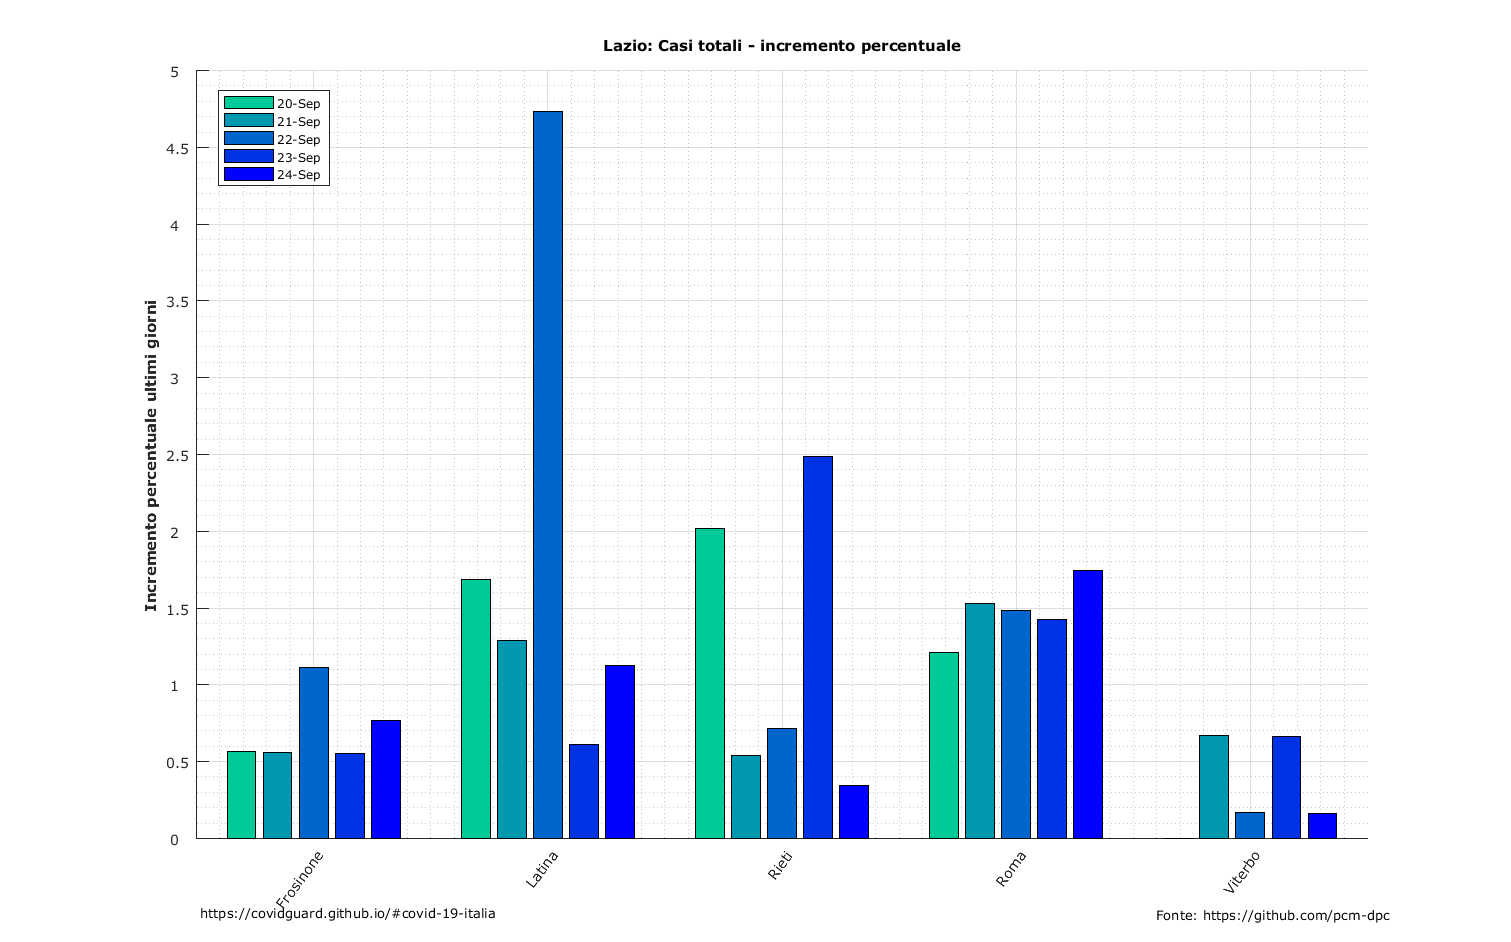 Lazio: Casi totali - incremento percentuale
5
4.5
4
3.5
3
2.5
2
1.5
1
0.5
0
Incremento percentuale ultimi giorni
20-Sep
21-Sep
22-Sep
23-Sep
24-Sep
Frosinone
Latina
Rieti
Roma
Viterbo
https://covidguard.github.io/#covid-19-italia
Fonte: https://github.com/pcm-dpc